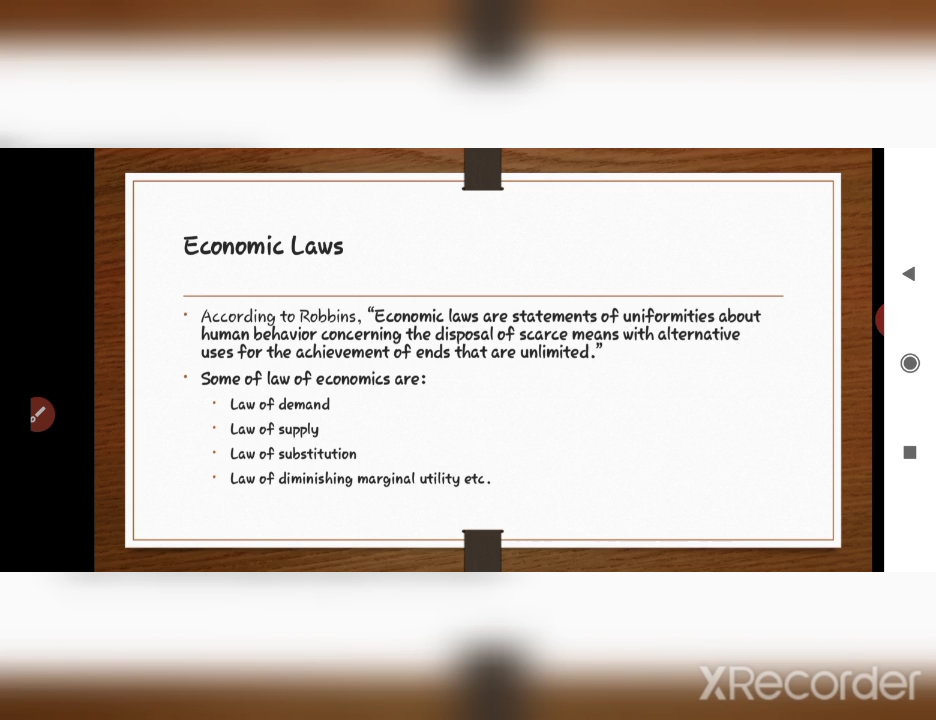 Economic Laws
According to Robbins, “Economic laws are statements of uniformities about
human behavior concerning the disposal of scarce means with alternative
uses for the achievement of ends that are unlimited.”
Some of law of economics are:
Law of demand
Law of supply
Law of substitution
Law of diminishing marginal utility etc.
XRecorder